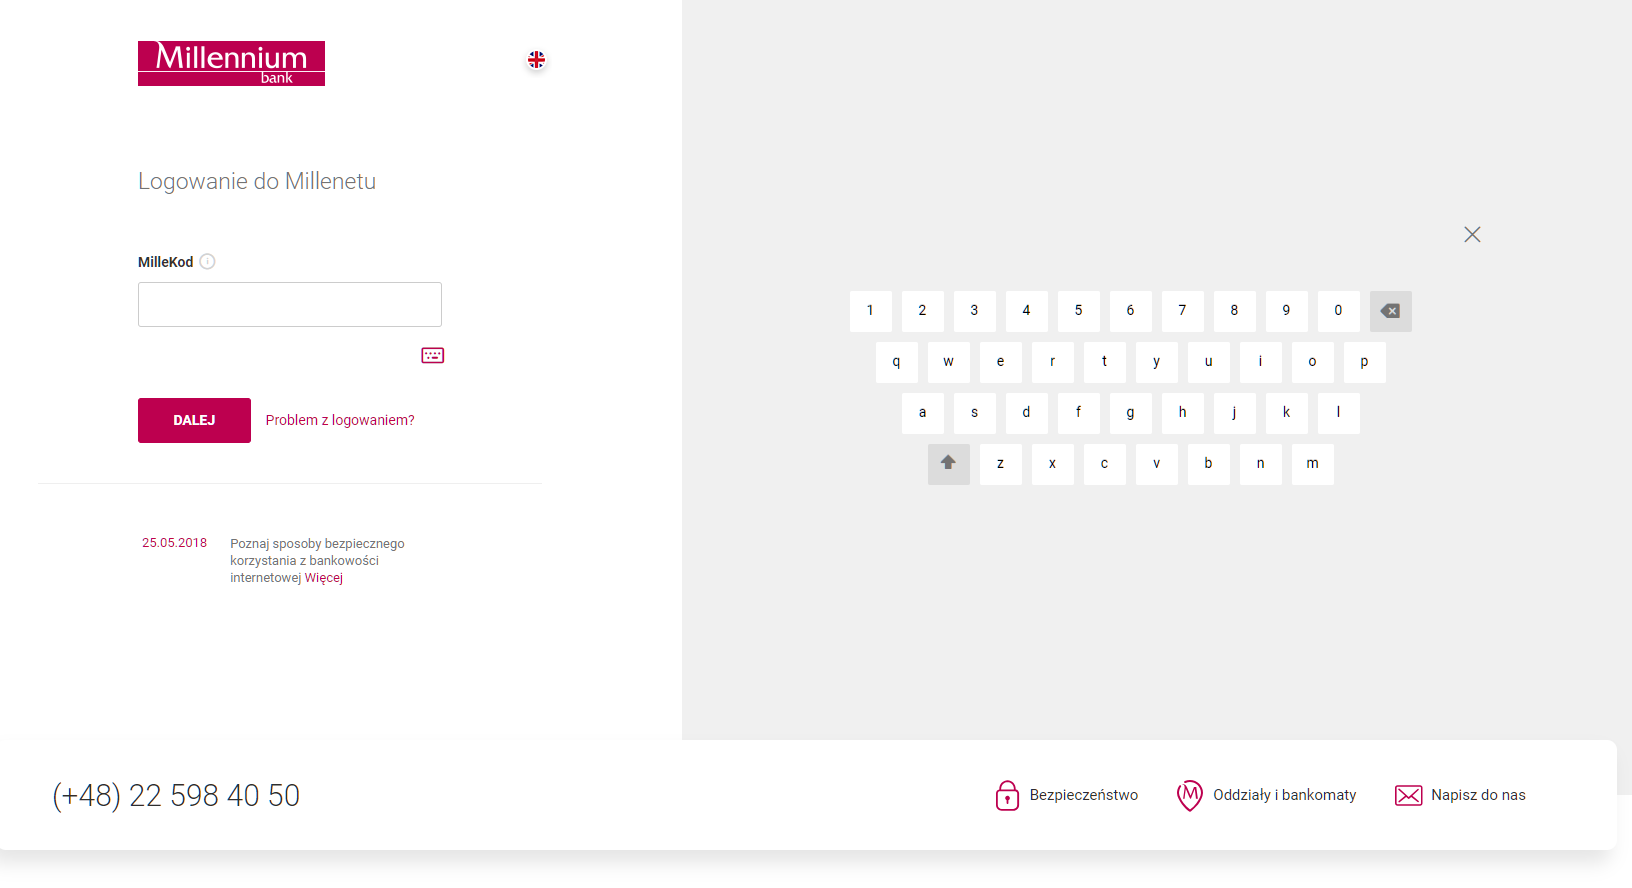 Millennium
bank
Logowanie do Millenetu
MilleKod
DALEJ
Problem z logowaniem?
25.05.2018
Poznaj sposoby bezpiecznego
korzystania z bankowości
internetowej Więcej
1 2 3 4 5 6 7 8 9 0
q w e r t y u i o p
a s d f g h j k l
z x c v b n m
(+48) 22 598 40 50
Bezpieczeństwo
Oddziały i bankomaty
Napisz do nas